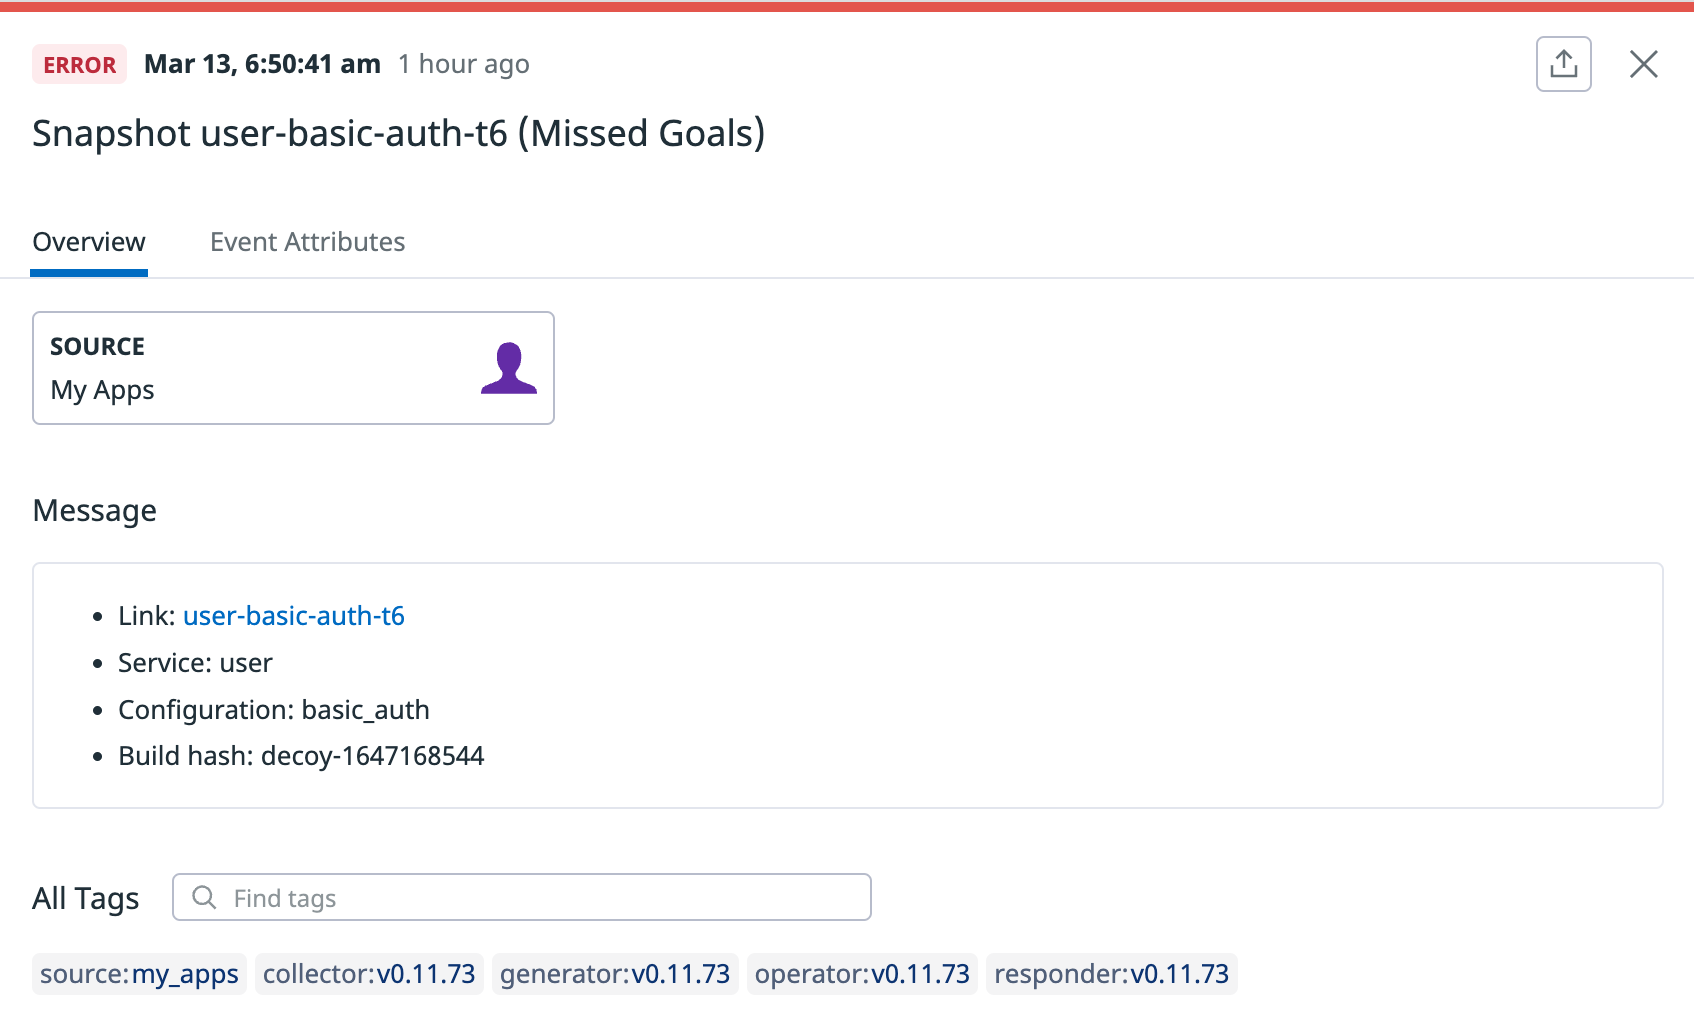 ERROR Mar 13, 6:50:41 am 1 hour ago
Snapshot user-basic-auth-t6 (Missed Goals)
Overview Event Attributes
SOURCE
My Apps
Message
• Link: user-basic-auth-t6
• Service: user
• Configuration: basic_auth
• Build hash: decoy-1647168544
All Tags Find tags
source:my_apps collector:v0.11.73 generator:v0.11.73 operator:v0.11.73 responder:v0.11.73